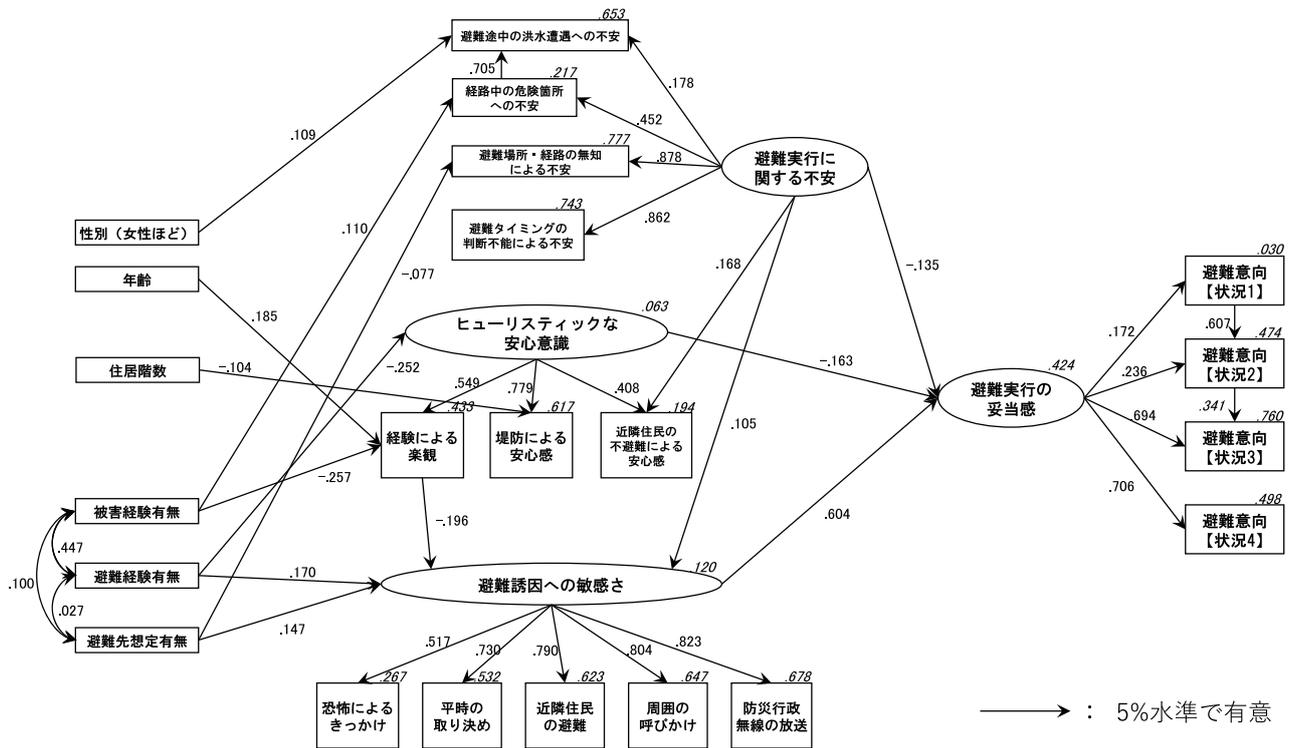 .653
避難途中の洪水遭遇への不安
.705
.217
経路中の危険箇所
への不安
.178
.452
.109
.777
避難場所・経路の無知
による不安
.878
避難実行に
関する不安
.743
避難タイミングの
判断不能による不安
.862
性別（女性ほど）
.110
年齢
-.077
.168
-.135
.030
避難意向
【状況1】
.185
.063
ヒューリスティックな
安心意識
.172
.607
.474
避難意向
【状況2】
住居階数
-.104
-.252
-.163
.236
.424
避難実行の
妥当感
.549
.779
.408
.341
.433
経験による
楽観
.617
堤防による
安心感
.194
近隣住民の
不避難による
安心感
.105
.694
.760
避難意向
【状況3】
-.257
.706
被害経験有無
-.196
.604
.498
避難意向
【状況4】
.447
.100
避難経験有無
.170
.120
避難誘因への敏感さ
.027
避難先想定有無
.147
.517
.730
.790
.804
.823
.267
恐怖による
きっかけ
.532
平時の
取り決め
.623
近隣住民
の避難
.647
周囲の
呼びかけ
.678
防災行政
無線の放送
： 5%水準で有意